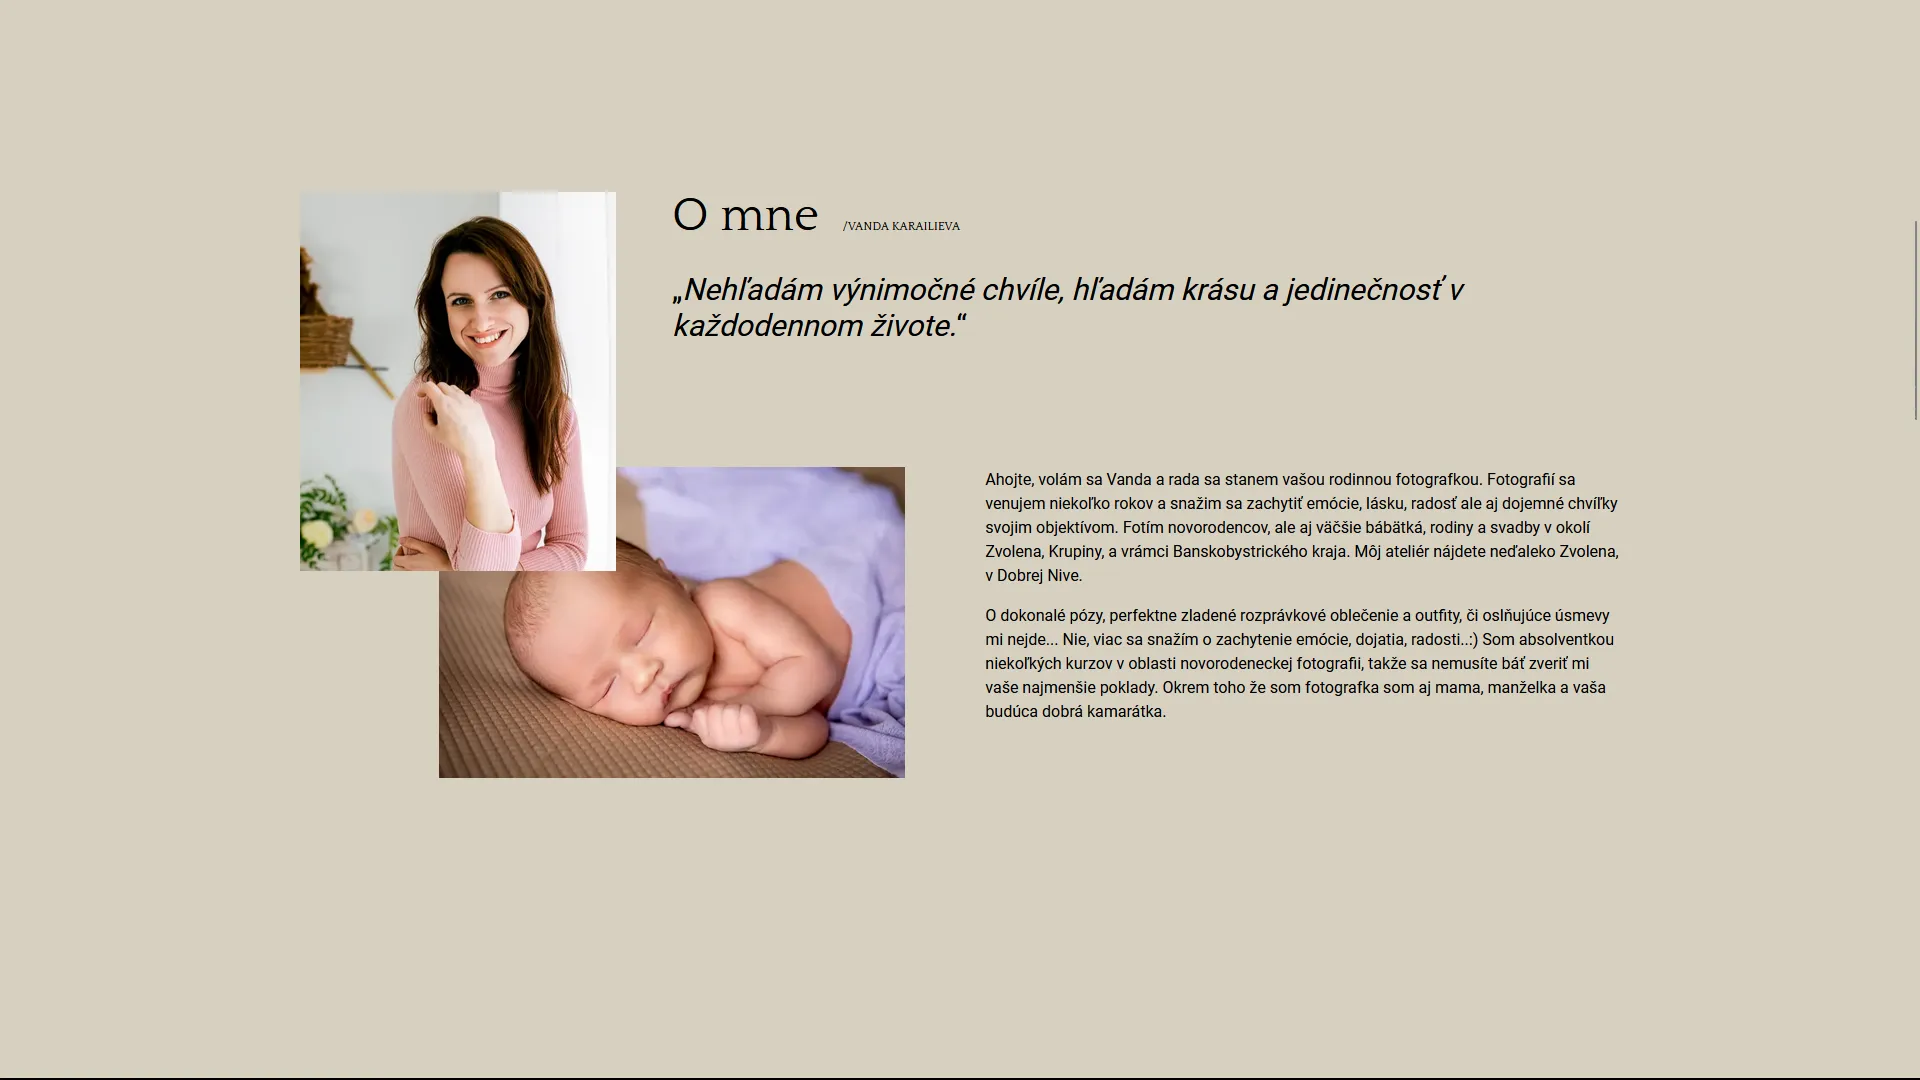 O mne /VANDA KARAILIEVA
„Nehľadám výnimočné chvíle, hľadám krásu a jedinečnosť v
každodennom živote.“
Ahojte, volám sa Vanda a rada sa stanem vašou rodinnou fotografkou. Fotografií sa
venujem niekoľko rokov a snažim sa zachytiť emócie, lásku, radosť ale aj dojemné chvíľky
svojim objektívom. Fotím novorodencov, ale aj väčšie bábätká, rodiny a svadby v okolí
Zvolena, Krupiny, a vrámci Banskobystrického kraja. Môj ateliér nájdete neďaleko Zvolena,
v Dobrej Nive.
O dokonalé pózy, perfektne zladené rozprávkové oblečenie a outfity, či oslňujúce úsmevy
mi nejde... Nie, viac sa snažím o zachytenie emócie, dojatia, radosti..:) Som absolventkou
niekoľkých kurzov v oblasti novorodeneckej fotografii, takže sa nemusíte báť zveriť mi
vaše najmenšie poklady. Okrem toho že som fotografka som aj mama, manželka a vaša
budúca dobrá kamarátka.